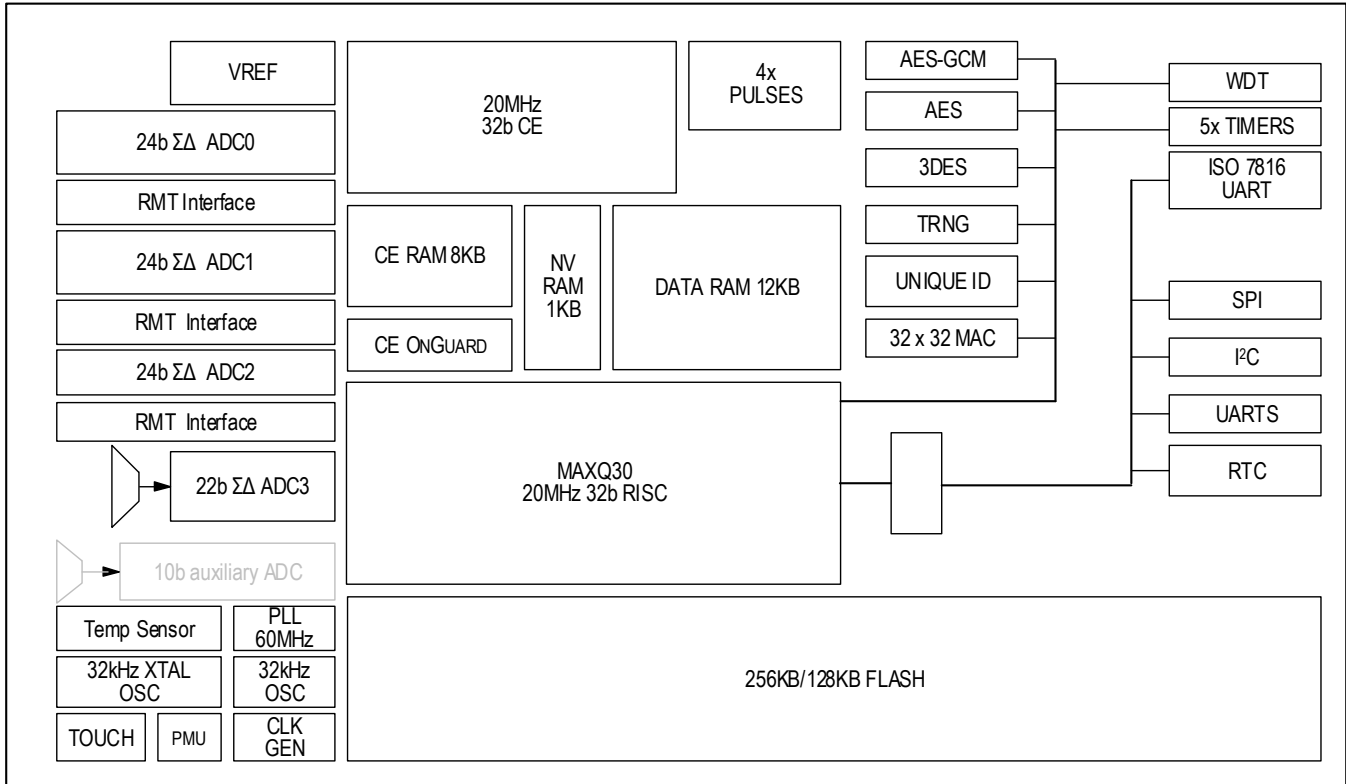 VREF
24b ΣΔ ADC0
RMT Interface
24b ΣΔ ADC1
RMT Interface
24b ΣΔ ADC2
RMT Interface
22b ΣΔ ADC3
10b auxiliary ADC
Temp Sensor
PLL
60MHz
32kHz XTAL
OSC
32kHz
OSC
TOUCH
PMU
CLK
GEN
20MHz
32b CE
4x
PULSES
CE RAM 8KB
NV
RAM
1KB
DATA RAM 12KB
CE ONGUARD
MAXQ30
20MHz 32b RISC
256KB/128KB FLASH
AES-GCM
AES
3DES
TRNG
UNIQUE ID
32 x 32 MAC
WDT
5x TIMERS
ISO 7816
UART
SPI
I²C
UARTS
RTC